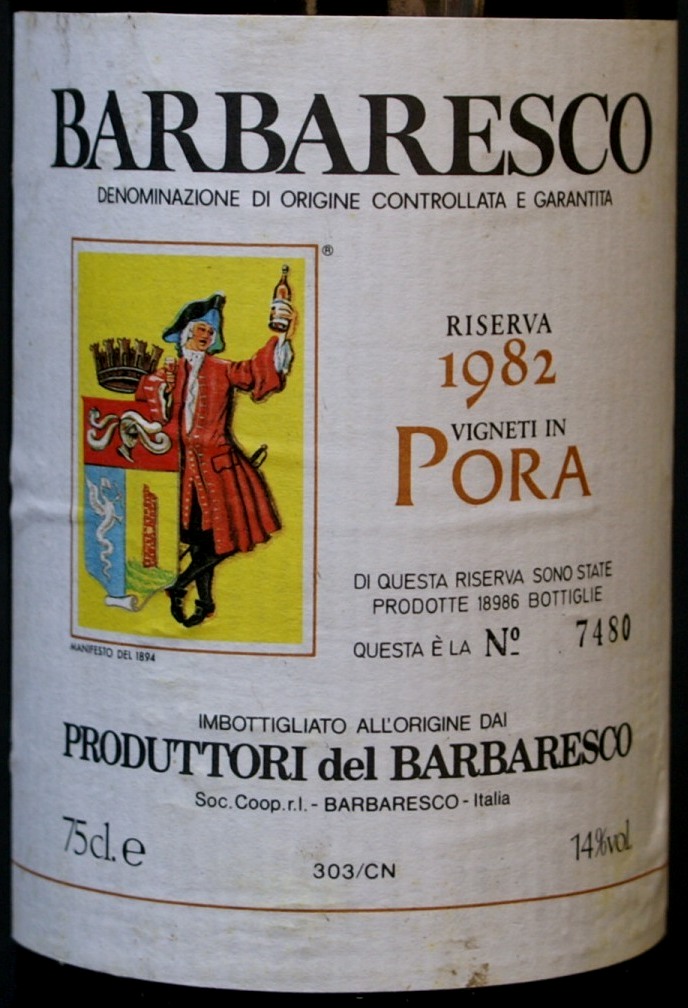 BARBARESCO
DENOMINAZIONE DI ORIGINE CONTROLLATA E GARANTITA
®
RISERVA
1982
VIGNETI IN
PORA
DI QUESTA RISERVA SONO STATE
PRODOTTE 18986 BOTTIGLIE
QUESTA È LA Nº 7480
MANIFESTO DEL 1894
IMBOTTIGLIATO ALL'ORIGINE DAI
PRODUTTORI del BARBARESCO
Soc. Coop. r.l. - BARBARESCO - Italia
75cl. e
14%vol.
303/CN